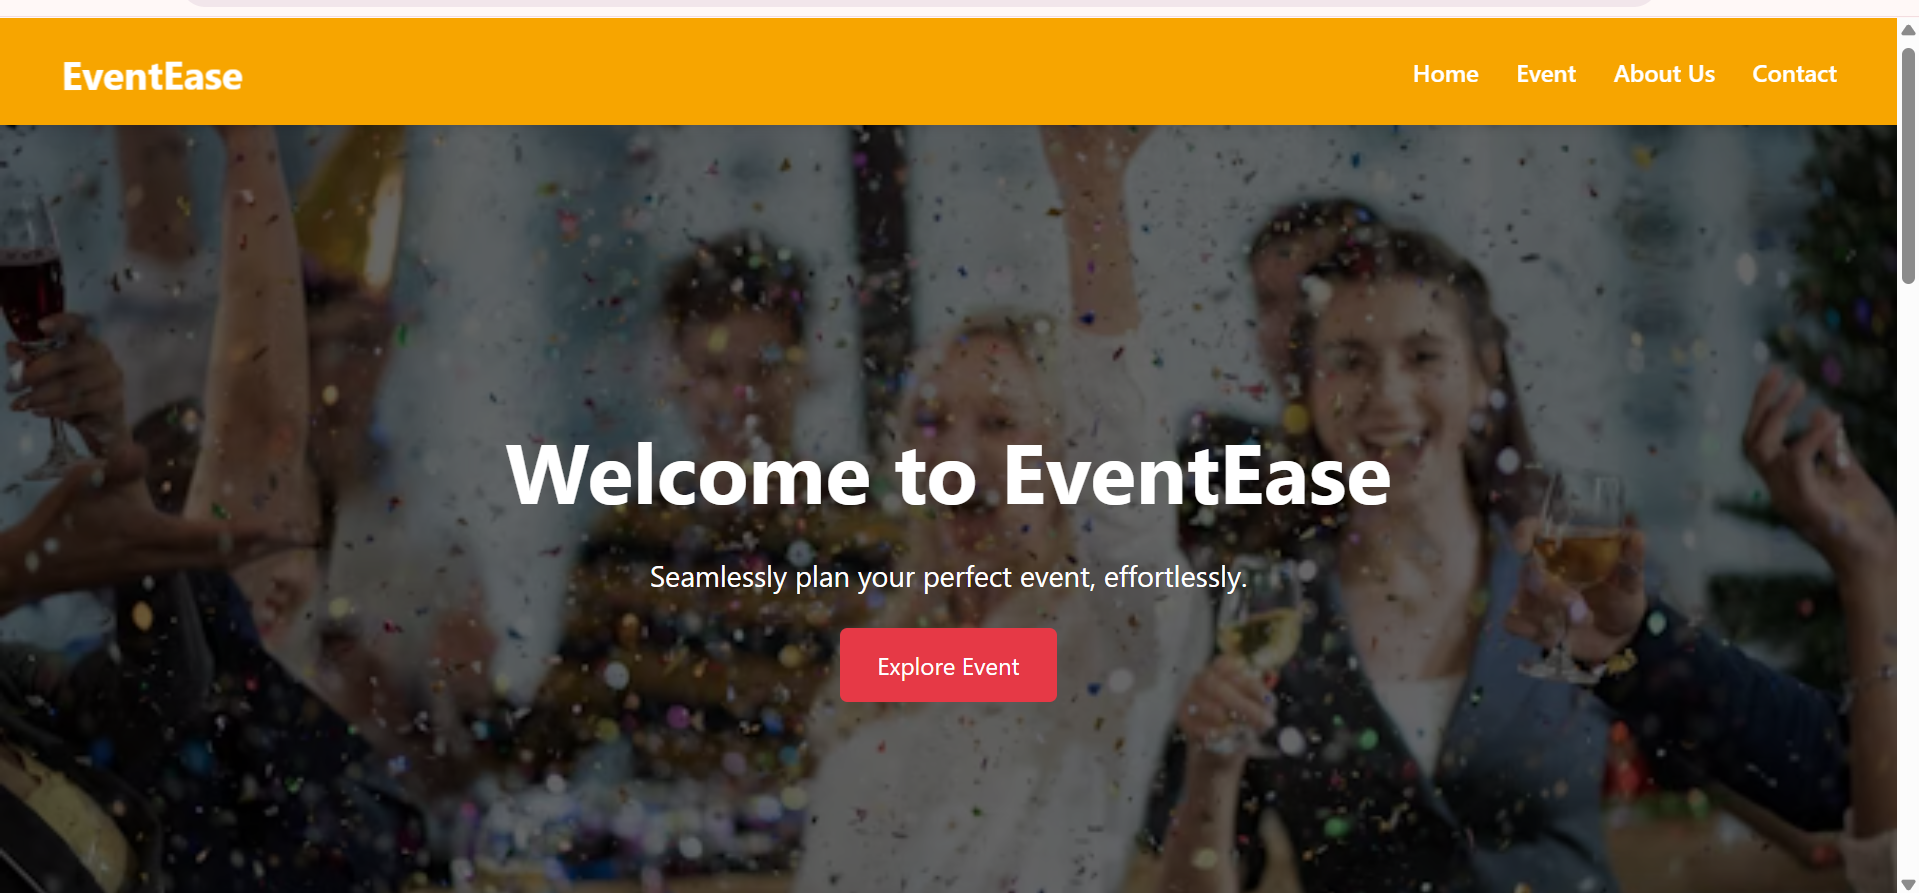 EventEase
Home Event About Us Contact
Welcome to EventEase
Seamlessly plan your perfect event, effortlessly.
Explore Event